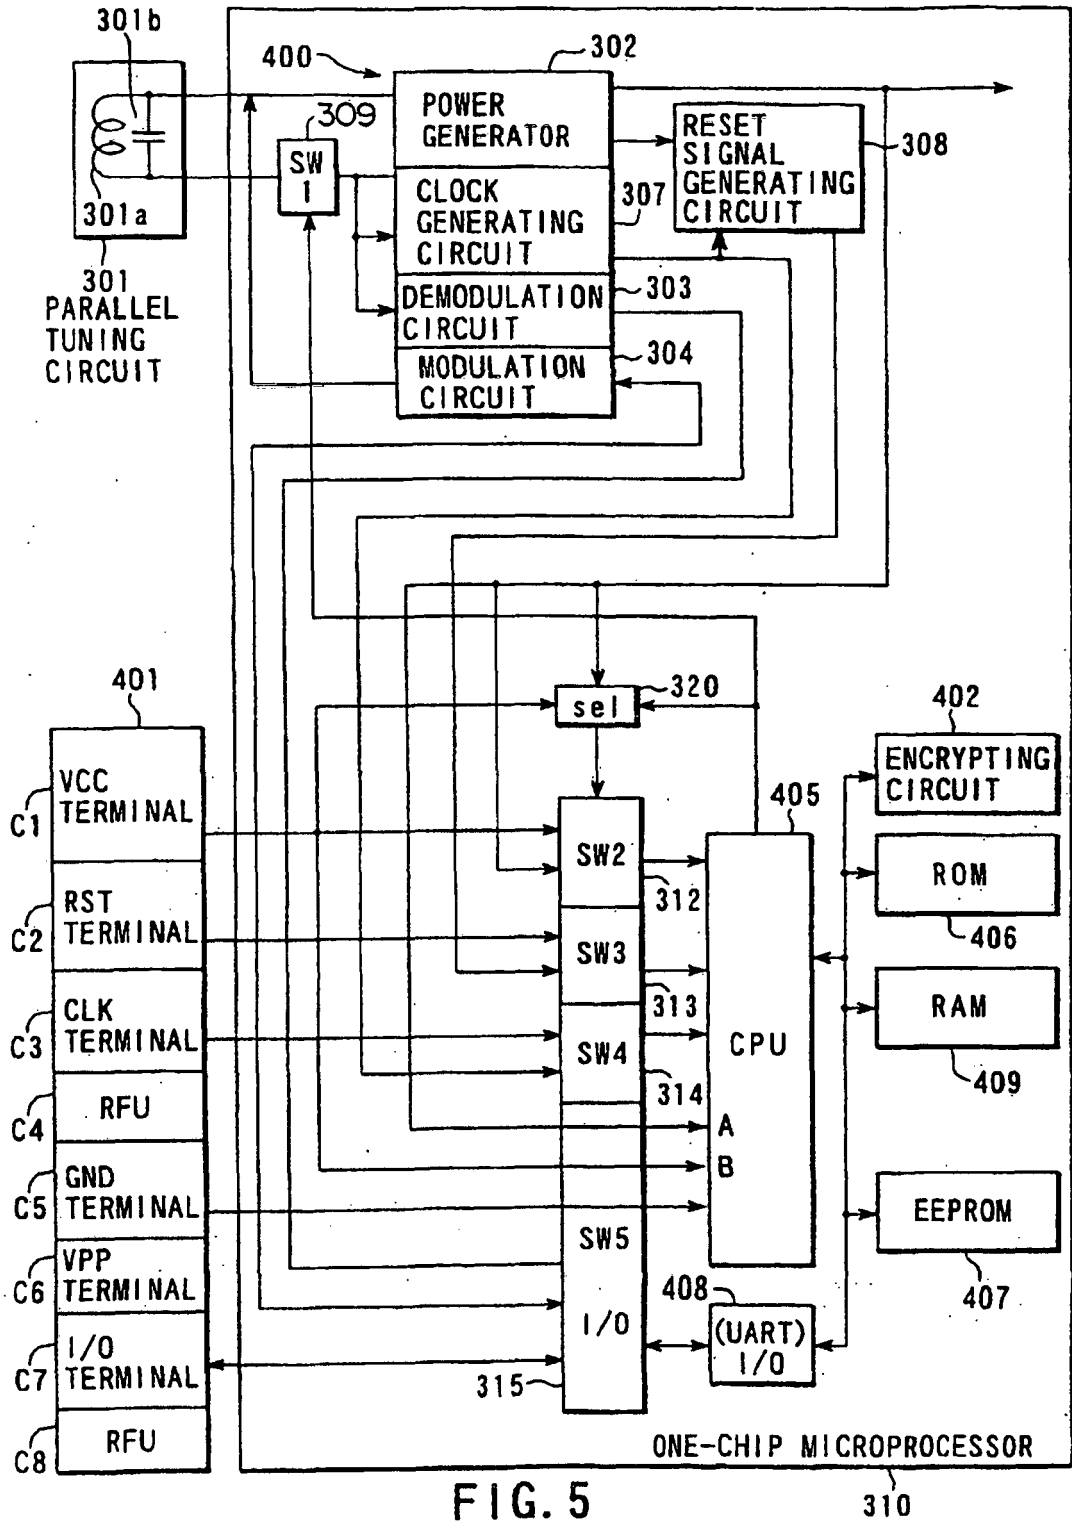 301b
301a
301
PARALLEL
TUNING
CIRCUIT
400
302
POWER
GENERATOR
309
SW
1
CLOCK
GENERATING
CIRCUIT
307
RESET
SIGNAL
GENERATING
CIRCUIT
308
DEMODULATION
CIRCUIT
303
MODULATION
CIRCUIT
304
sel
320
401
VCC
TERMINAL
C1
RST
TERMINAL
C2
CLK
TERMINAL
C3
RFU
C4
GND
TERMINAL
C5
VPP
TERMINAL
C6
I/O
TERMINAL
C7
RFU
C8
SW2
312
SW3
313
SW4
314
SW5
I/O
315
405
CPU
A
B
402
ENCRYPTING
CIRCUIT
ROM
406
RAM
409
EEPROM
407
408
(UART)
I/O
ONE-CHIP MICROPROCESSOR
310
FIG. 5